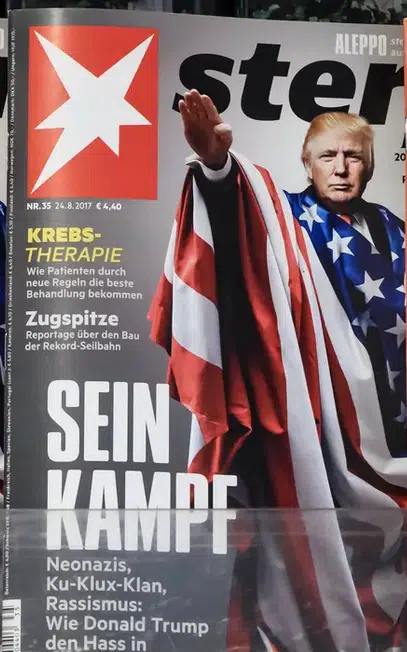 ALEPPO
stern
NR. 35 24.8.2017 € 4,40
KREBS-
THERAPIE
Wie Patienten durch
neue Regeln die beste
Behandlung bekommen
Zugspitze
Reportage über den Bau
der Rekord-Seilbahn
SEIN
KAMPF
Neonazis,
Ku-Klux-Klan,
Rassismus:
Wie Donald Trump
den Hass in